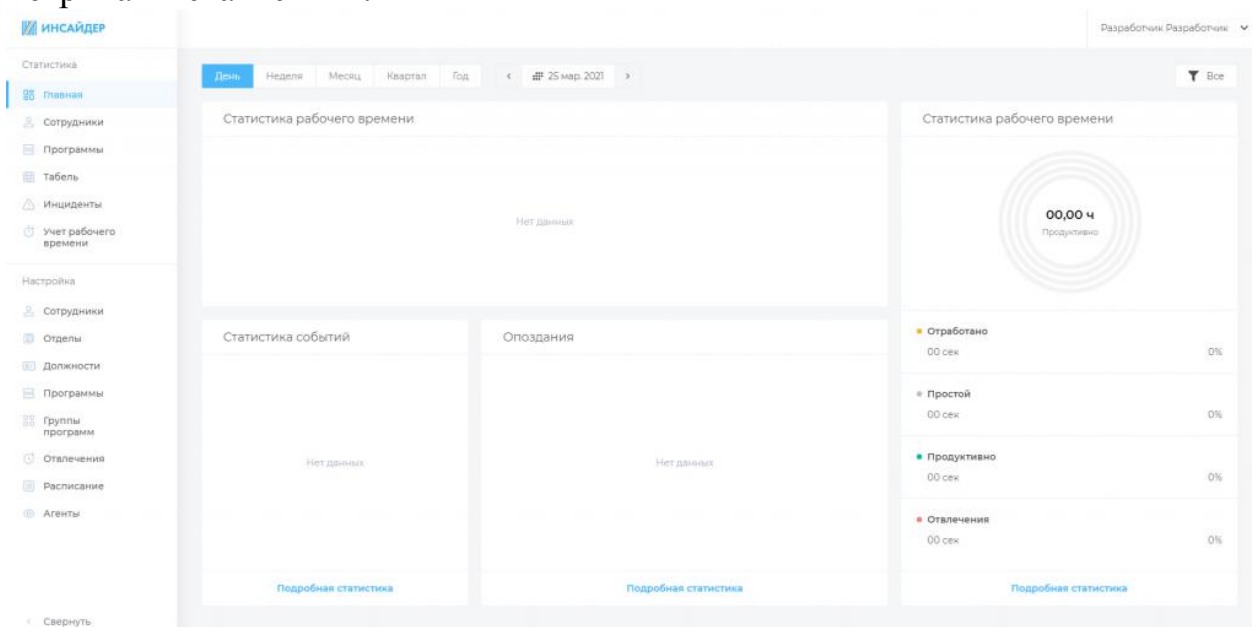 ИНСАЙДЕР
Разработчик Разработчик
Статистика
Главная
Сотрудники
Программы
Табель
Инциденты
Учет рабочего
времени
Настройка
Сотрудники
Отделы
Должности
Программы
Группы
программ
Отвлечения
Расписание
Агенты
Свернуть
День Неделя Месяц Квартал Год 25 мар. 2021 Все
Статистика рабочего времени
Нет данных
Статистика событий
Нет данных
Подробная статистика
Опоздания
Нет данных
Подробная статистика
Статистика рабочего времени
00,00 ч
Продуктивно
Отработано
00 сек 0%
Простой
00 сек 0%
Продуктивно
00 сек 0%
Отвлечения
00 сек 0%
Подробная статистика